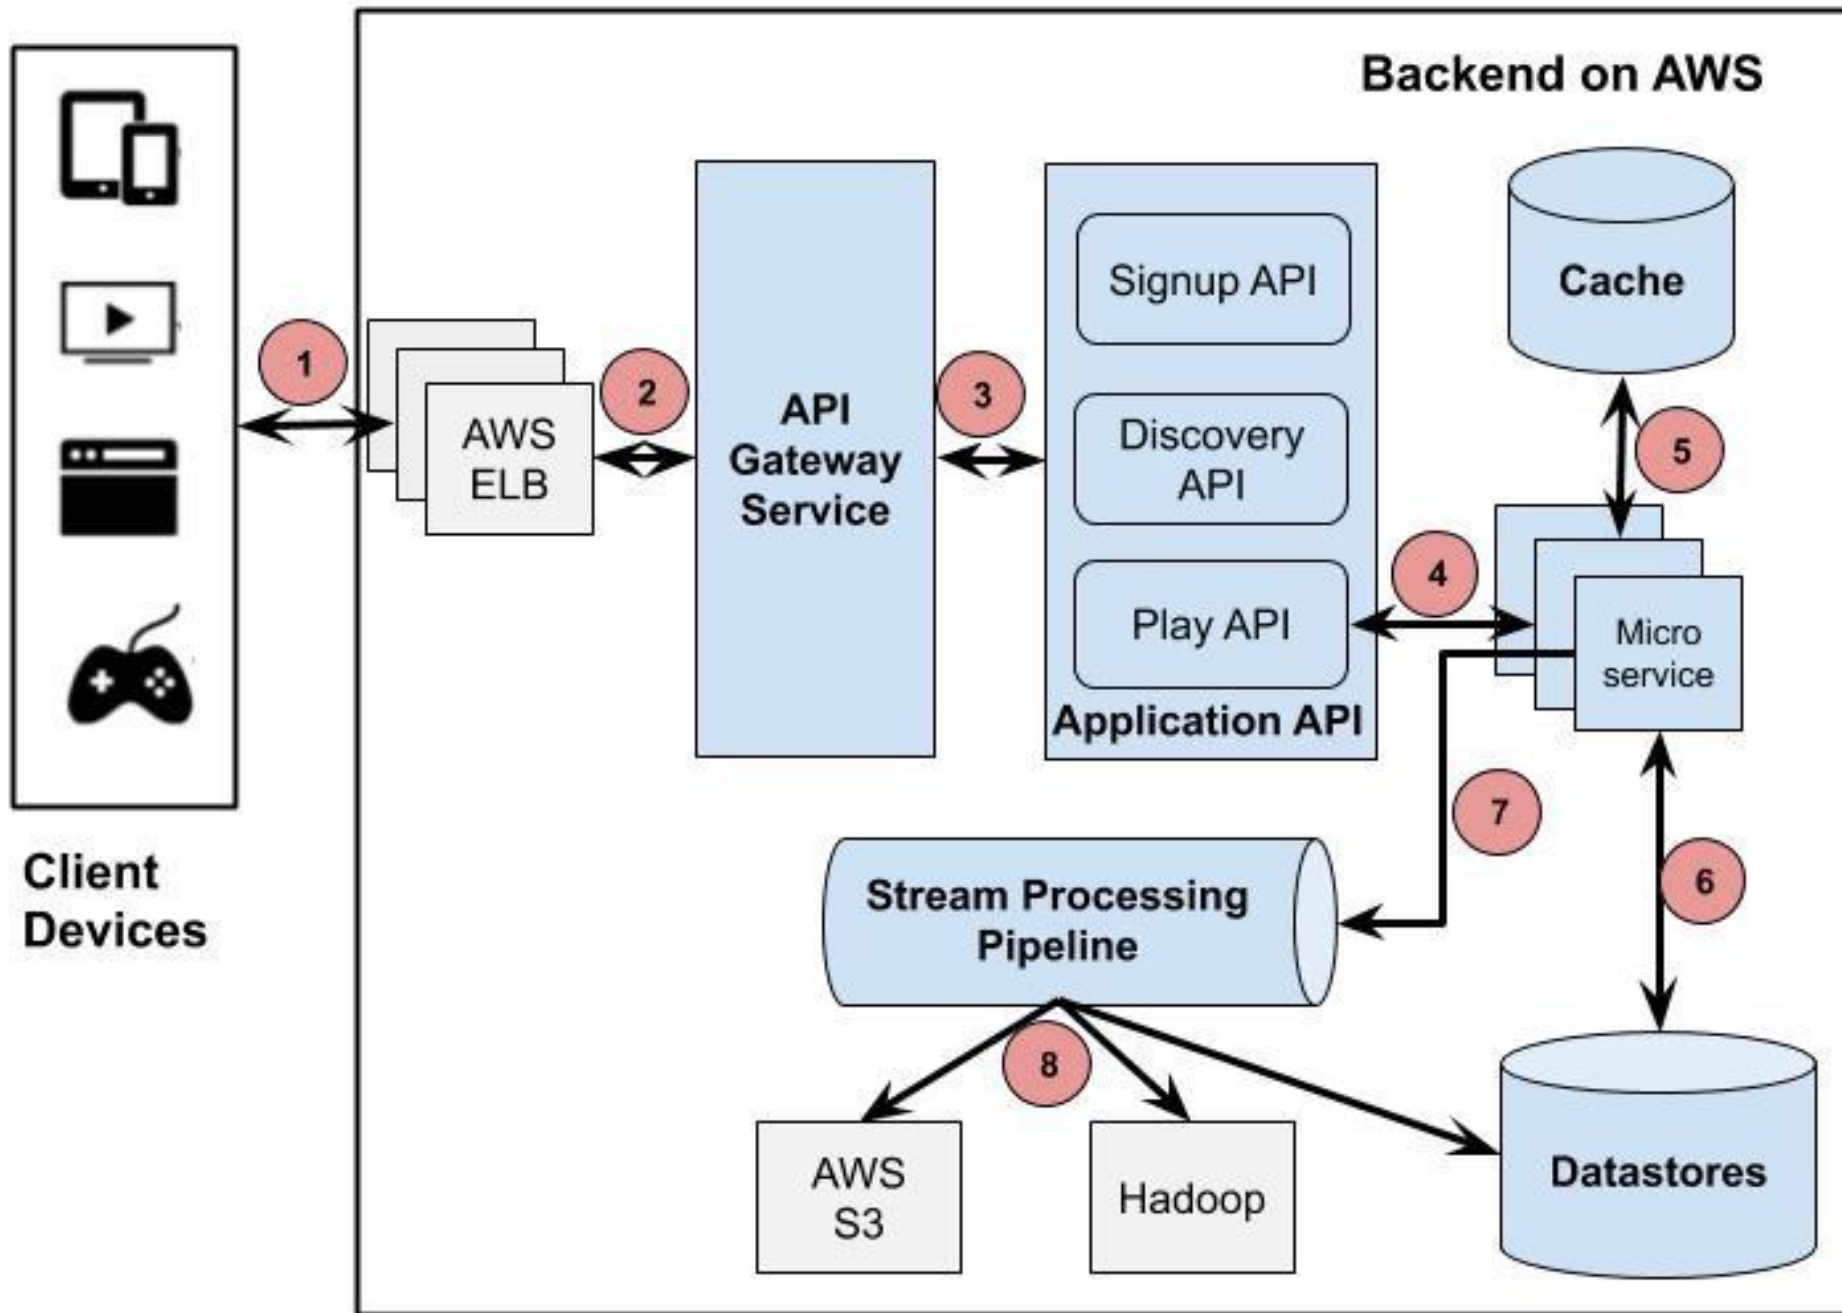 Backend on AWS
Client
Devices
1
AWS
ELB
2
API
Gateway
Service
3
Signup API
Discovery
API
Play API
Application API
4
Micro
service
5
Cache
6
Datastores
7
Stream Processing
Pipeline
8
AWS
S3
Hadoop